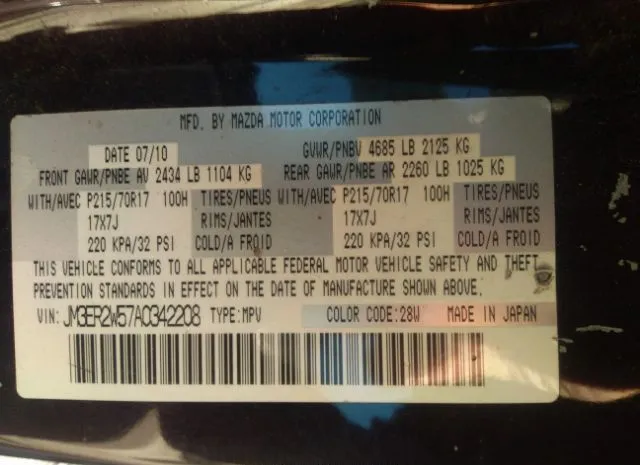 MFD. BY MAZDA MOTOR CORPORATION
DATE 07/10 GVWR/PNBV 4685 LB 2125 KG
FRONT GAWR/PNBE AV 2434 LB 1104 KG REAR GAWR/PNBE AR 2260 LB 1025 KG
WITH/AVEC P215/70R17 100H TIRES/PNEUS WITH/AVEC P215/70R17 100H TIRES/PNEUS
17X7J RIMS/JANTES 17X7J RIMS/JANTES
220 KPA/32 PSI COLD/A FROID 220 KPA/32 PSI COLD/A FROID
THIS VEHICLE CONFORMS TO ALL APPLICABLE FEDERAL MOTOR VEHICLE SAFETY AND THEFT
PREVENTION STANDARDS IN EFFECT ON THE DATE OF MANUFACTURE SHOWN ABOVE.
VIN: JM3ER2W57A0342208 TYPE:MPV COLOR CODE:28W MADE IN JAPAN